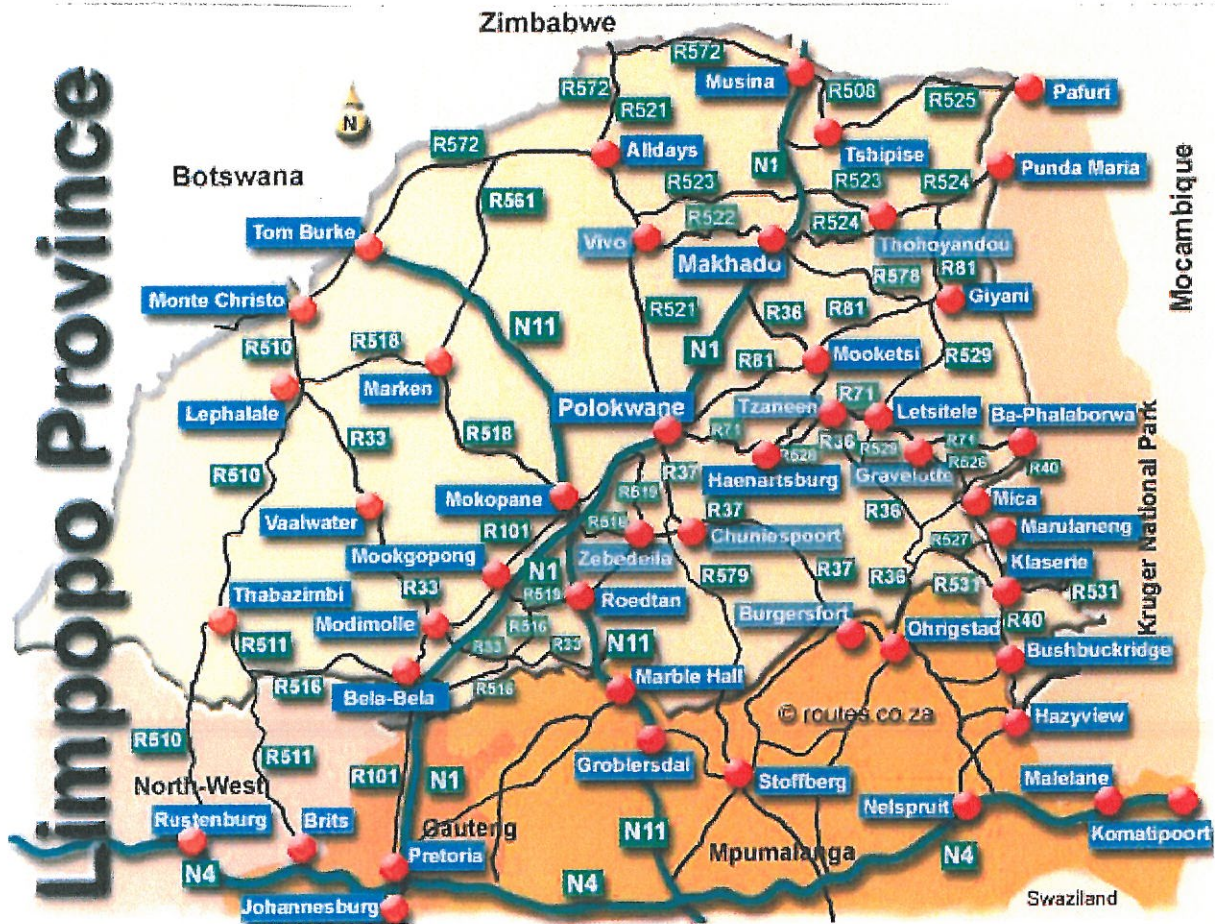 Limpopo Province
Zimbabwe
Botswana
Mocambique
Kruger National Park
N
R572
Musina
R572
R521
R508
R525
Pafuri
R572
Alldays
N1
Tshipise
Punda Maria
R523
R523
R524
R561
R522
R524
Tom Burke
Vivo
Makhado
Thohoyandou
R578
R81
Monte Christo
Giyani
N11
R521
N1
R36
R81
R510
R518
R81
Mooketsi
R529
Marken
Lephalale
Polokwane
Tzaneen
R71
Letsitele
Ba-Phalaborwa
R33
R518
R71
R528
R36
R529
R71
R526
R40
R510
R37
Haenartsburg
Gravelotte
Mokopane
R519
R37
R36
Mica
Vaalwater
R101
R518
Chuniespoort
Marulaneng
Mookgopong
Zebedeila
R527
Klaserie
N1
R579
R37
R36
R531
R531
Thabazimbi
R33
R519
Roedtan
Burgersfort
Modimolle
R516
Ohrigstad
R40
R511
R33
R35
N11
Bushbuckridge
R516
Bela-Bela
R516
Marble Hall
© routes.co.za
Hazyview
R510
R511
R101
N1
Groblersdal
Stoffberg
Malelane
North-West
Nelspruit
Rustenburg
Brits
Gauteng
N11
Komatipoort
Pretoria
Mpumalanga
N4
N4
N4
Johannesburg
Swaziland